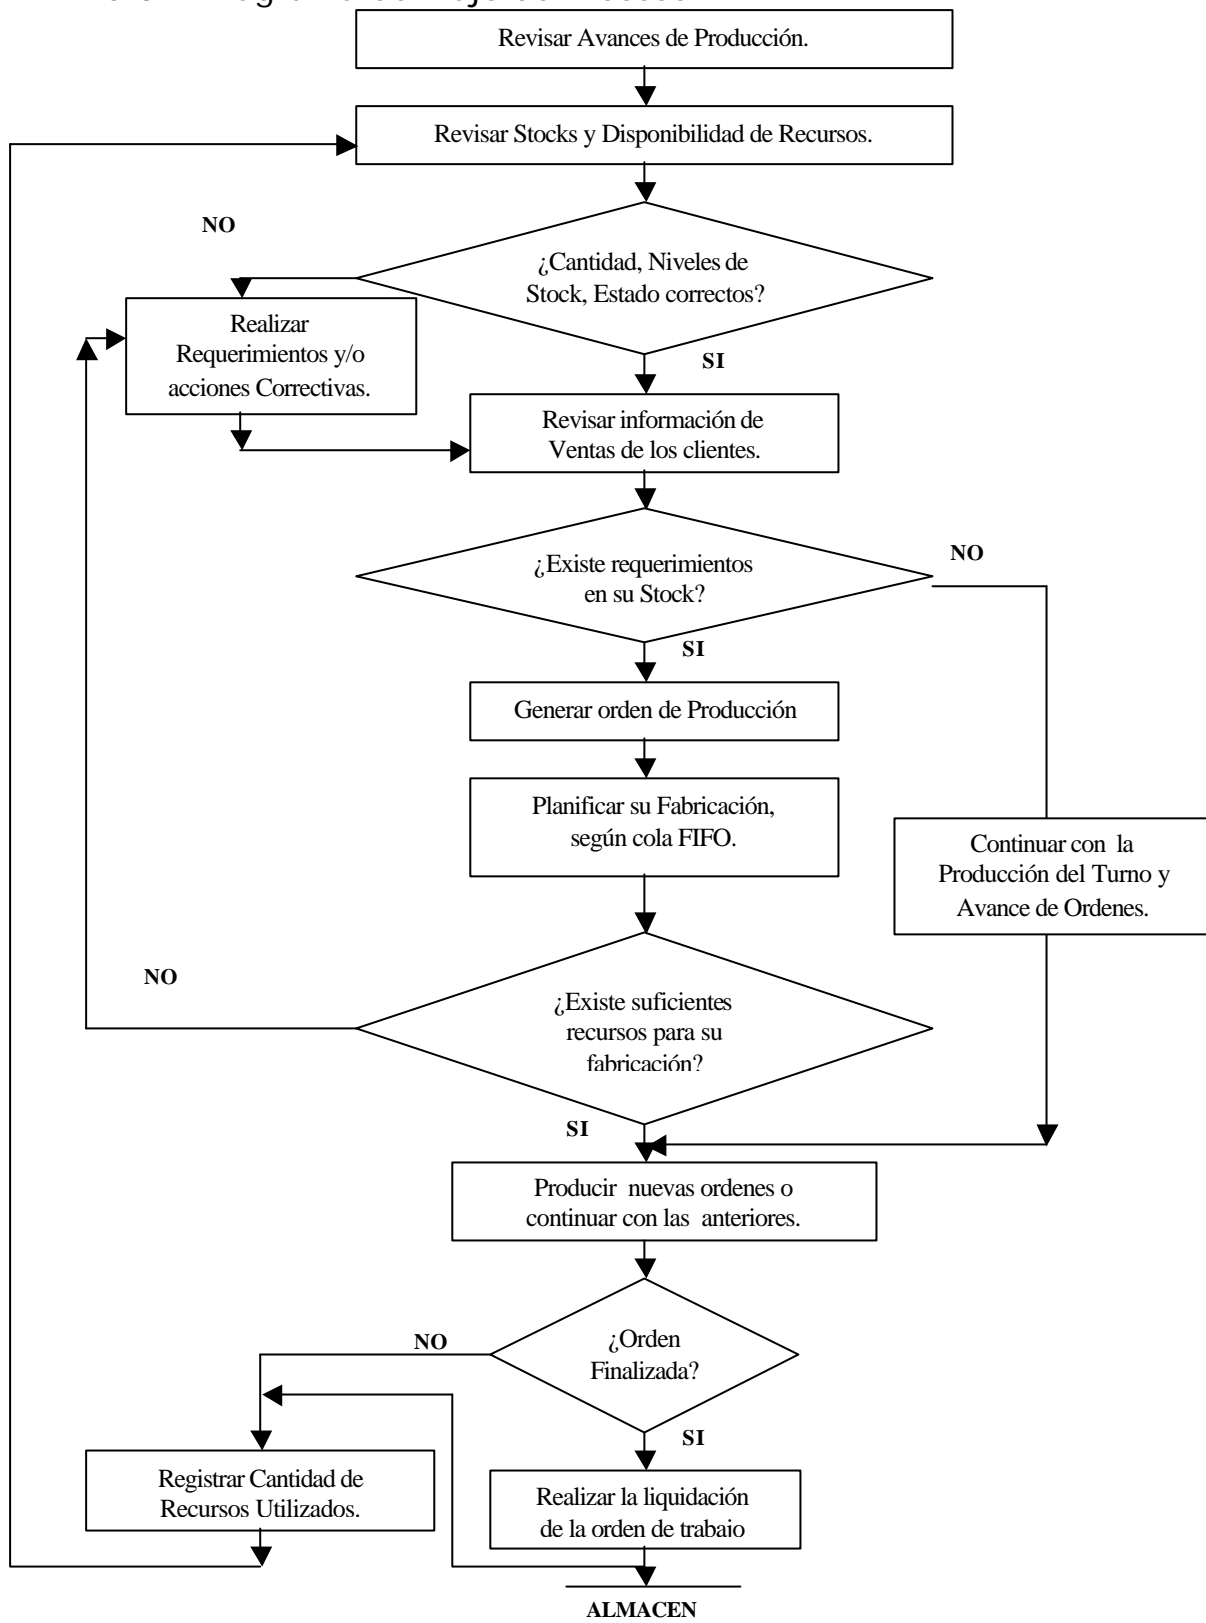 Revisar Avances de Producción.
Revisar Stocks y Disponibilidad de Recursos.
NO
¿Cantidad, Niveles de
Stock, Estado correctos?
Realizar
Requerimientos y/o
acciones Correctivas.
SI
Revisar información de
Ventas de los clientes.
¿Existe requerimientos
en su Stock?
NO
SI
Generar orden de Producción
Planificar su Fabricación,
según cola FIFO.
Continuar con la
Producción del Turno y
Avance de Ordenes.
NO
¿Existe suficientes
recursos para su
fabricación?
SI
Producir nuevas ordenes o
continuar con las anteriores.
NO
¿Orden
Finalizada?
SI
Registrar Cantidad de
Recursos Utilizados.
Realizar la liquidación
de la orden de trabajo
ALMACEN